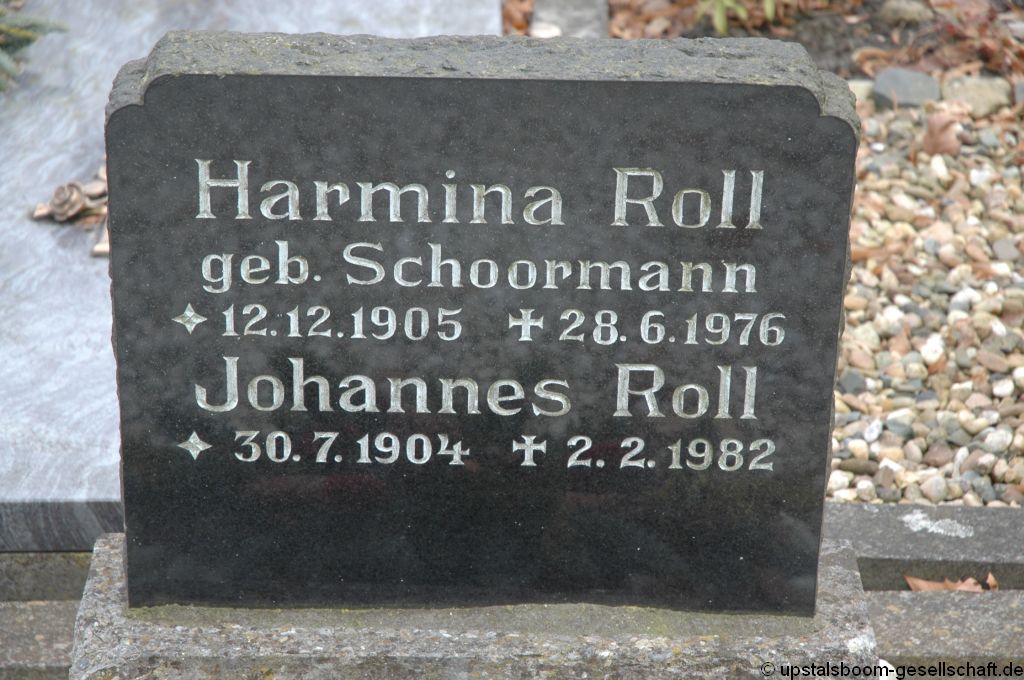 Harmina Roll
geb. Schoormann
✧ 12.12.1905 ✝ 28.6.1976
Johannes Roll
✧ 30.7.1904 ✝ 2.2.1982
© upstalsboom-gesellschaft.de